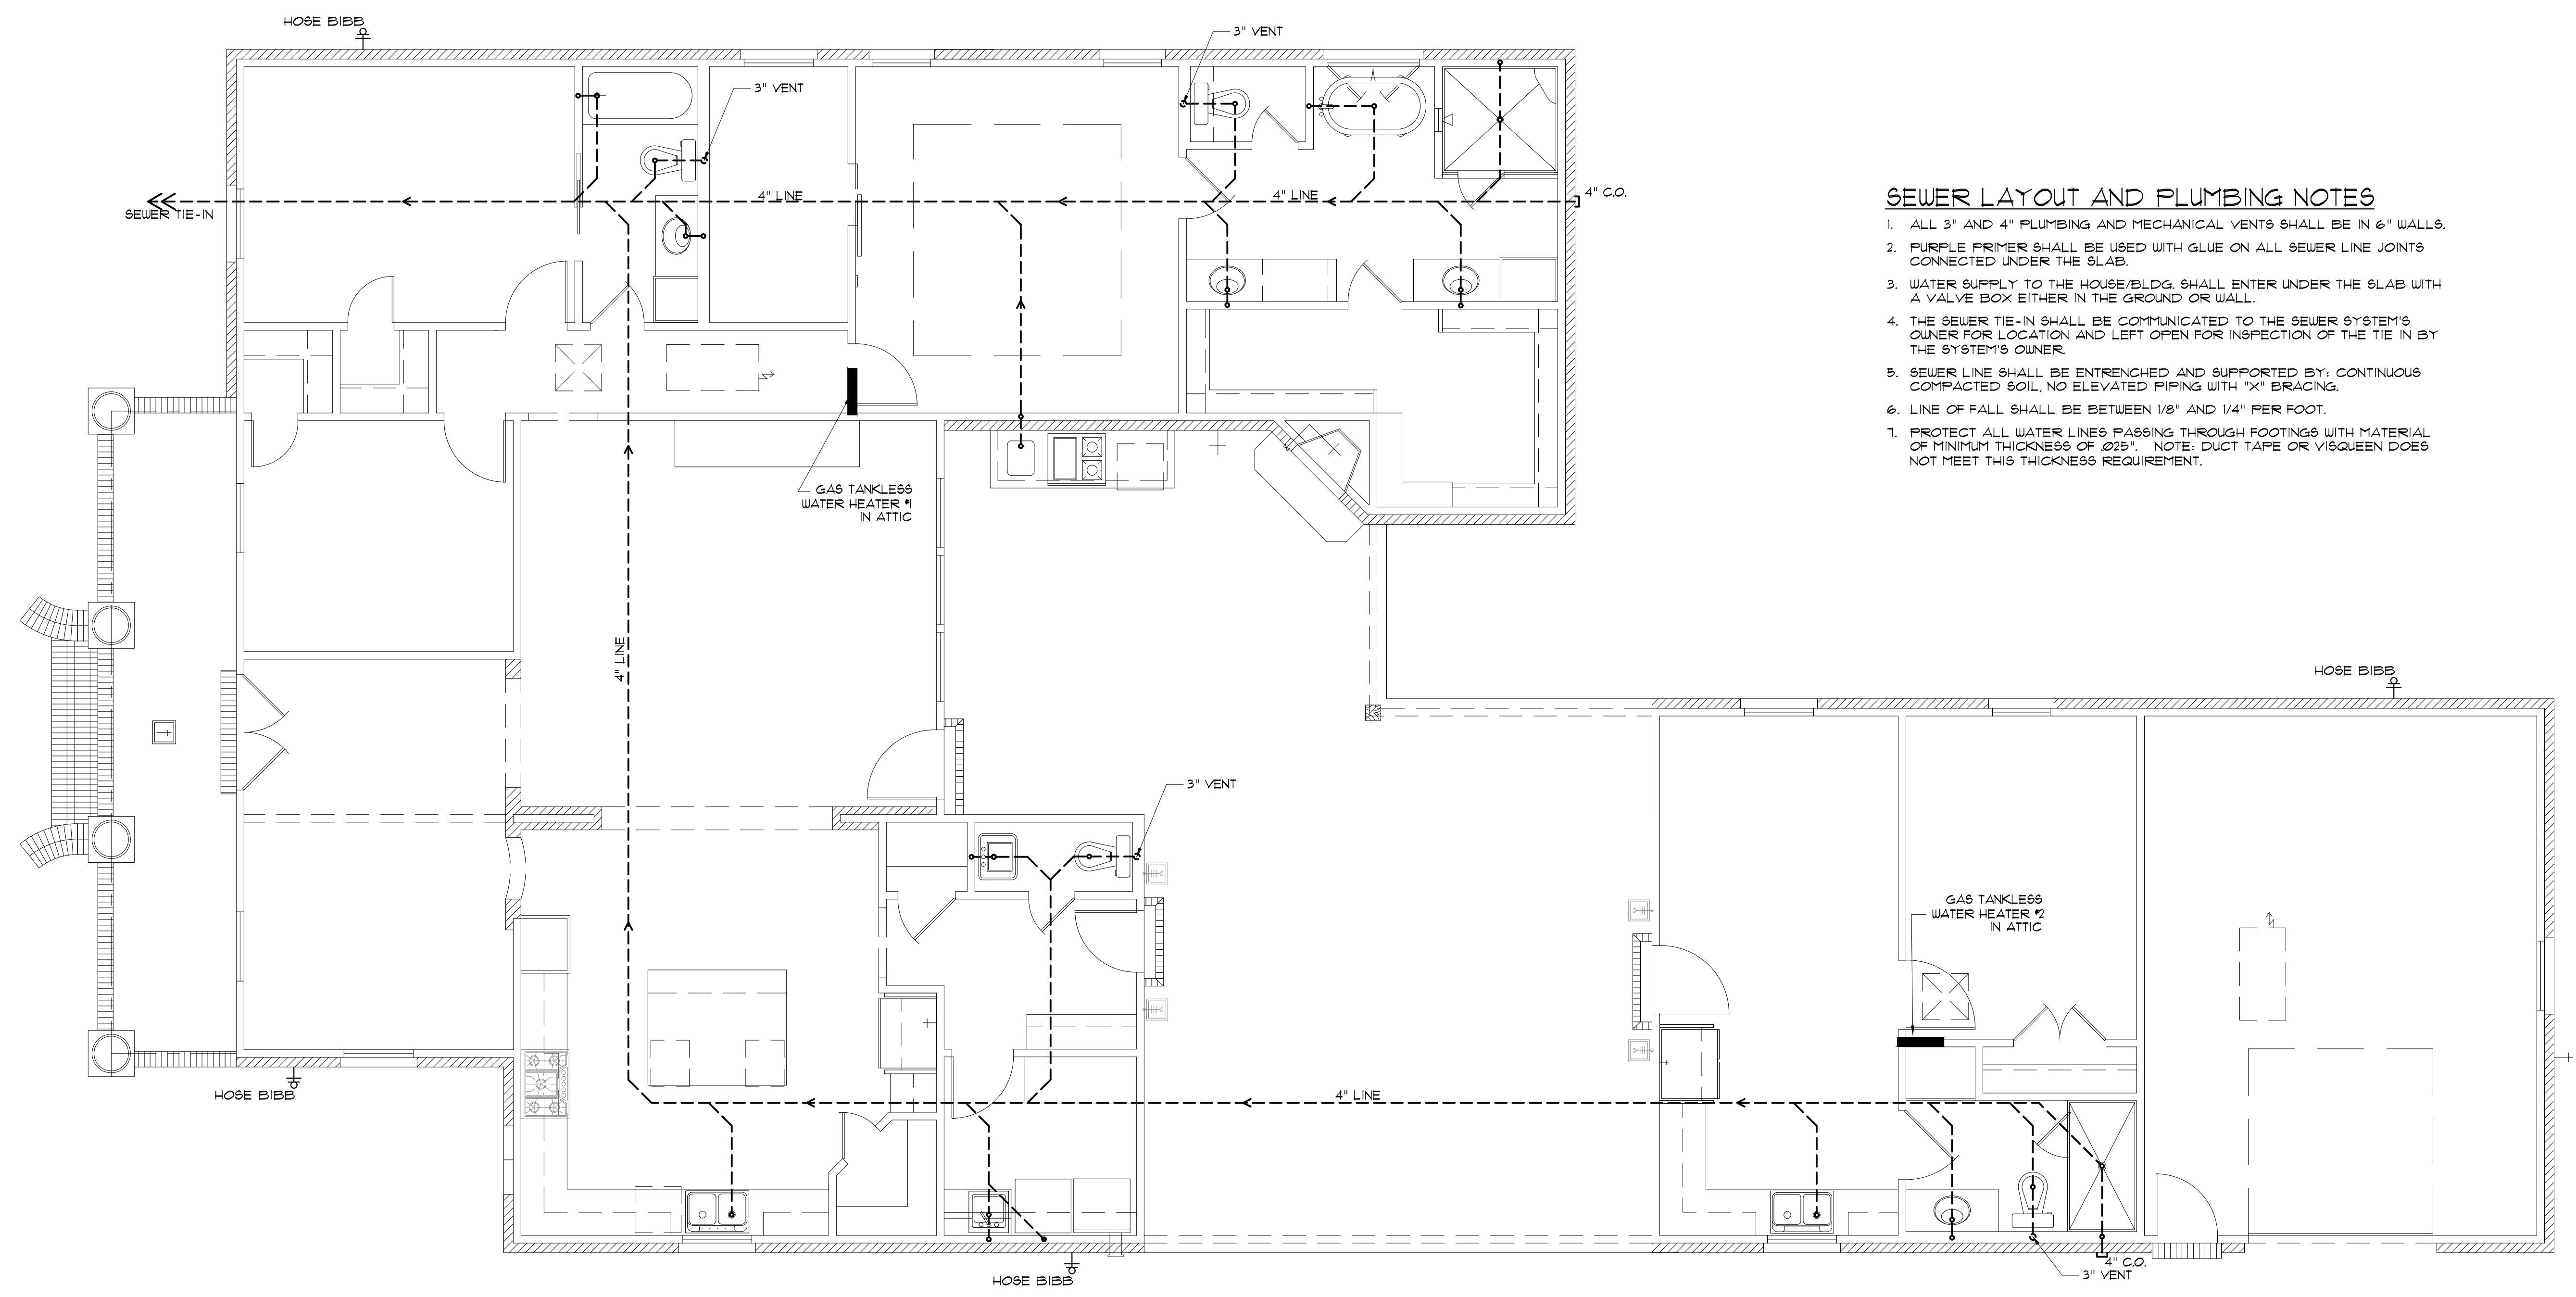 HOSE BIBB
3" VENT
3" VENT
4" LINE
4" LINE
4" C.O.
SEWER TIE-IN
SEWER LAYOUT AND PLUMBING NOTES
1. ALL 3" AND 4" PLUMBING AND MECHANICAL VENTS SHALL BE IN 6" WALLS.
2. PURPLE PRIMER SHALL BE USED WITH GLUE ON ALL SEWER LINE JOINTS
CONNECTED UNDER THE SLAB.
3. WATER SUPPLY TO THE HOUSE/BLDG. SHALL ENTER UNDER THE SLAB WITH
A VALVE BOX EITHER IN THE GROUND OR WALL.
4. THE SEWER TIE-IN SHALL BE COMMUNICATED TO THE SEWER SYSTEM'S
OWNER FOR LOCATION AND LEFT OPEN FOR INSPECTION OF THE TIE IN BY
THE SYSTEM'S OWNER.
5. SEWER LINE SHALL BE ENTRENCHED AND SUPPORTED BY: CONTINUOUS
COMPACTED SOIL, NO ELEVATED PIPING WITH "X" BRACING.
6. LINE OF FALL SHALL BE BETWEEN 1/8" AND 1/4" PER FOOT.
7. PROTECT ALL WATER LINES PASSING THROUGH FOOTINGS WITH MATERIAL
OF MINIMUM THICKNESS OF .025". NOTE: DUCT TAPE OR VISQUEEN DOES
NOT MEET THIS THICKNESS REQUIREMENT.
GAS TANKLESS
WATER HEATER #1
IN ATTIC
4" LINE
HOSE BIBB
3" VENT
GAS TANKLESS
WATER HEATER #2
IN ATTIC
HOSE BIBB
4" LINE
HOSE BIBB
4" C.O.
3" VENT